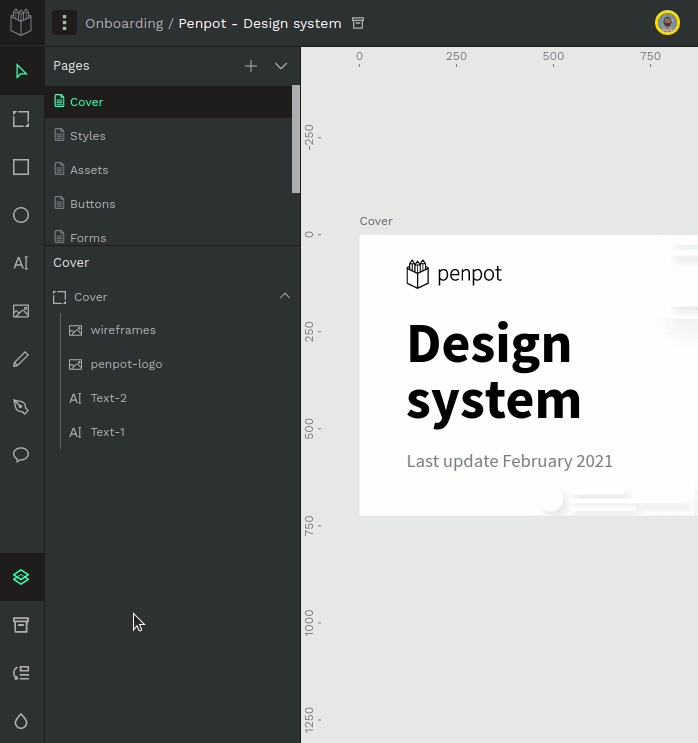 Onboarding / Penpot - Design system
Pages
Cover
Styles
Assets
Buttons
Forms
Cover
Cover
wireframes
penpot-logo
Text-2
Text-1
0 250 500 750
-250
0
250
500
750
1000
1250
Cover
penpot
Design
system
Last update February 2021